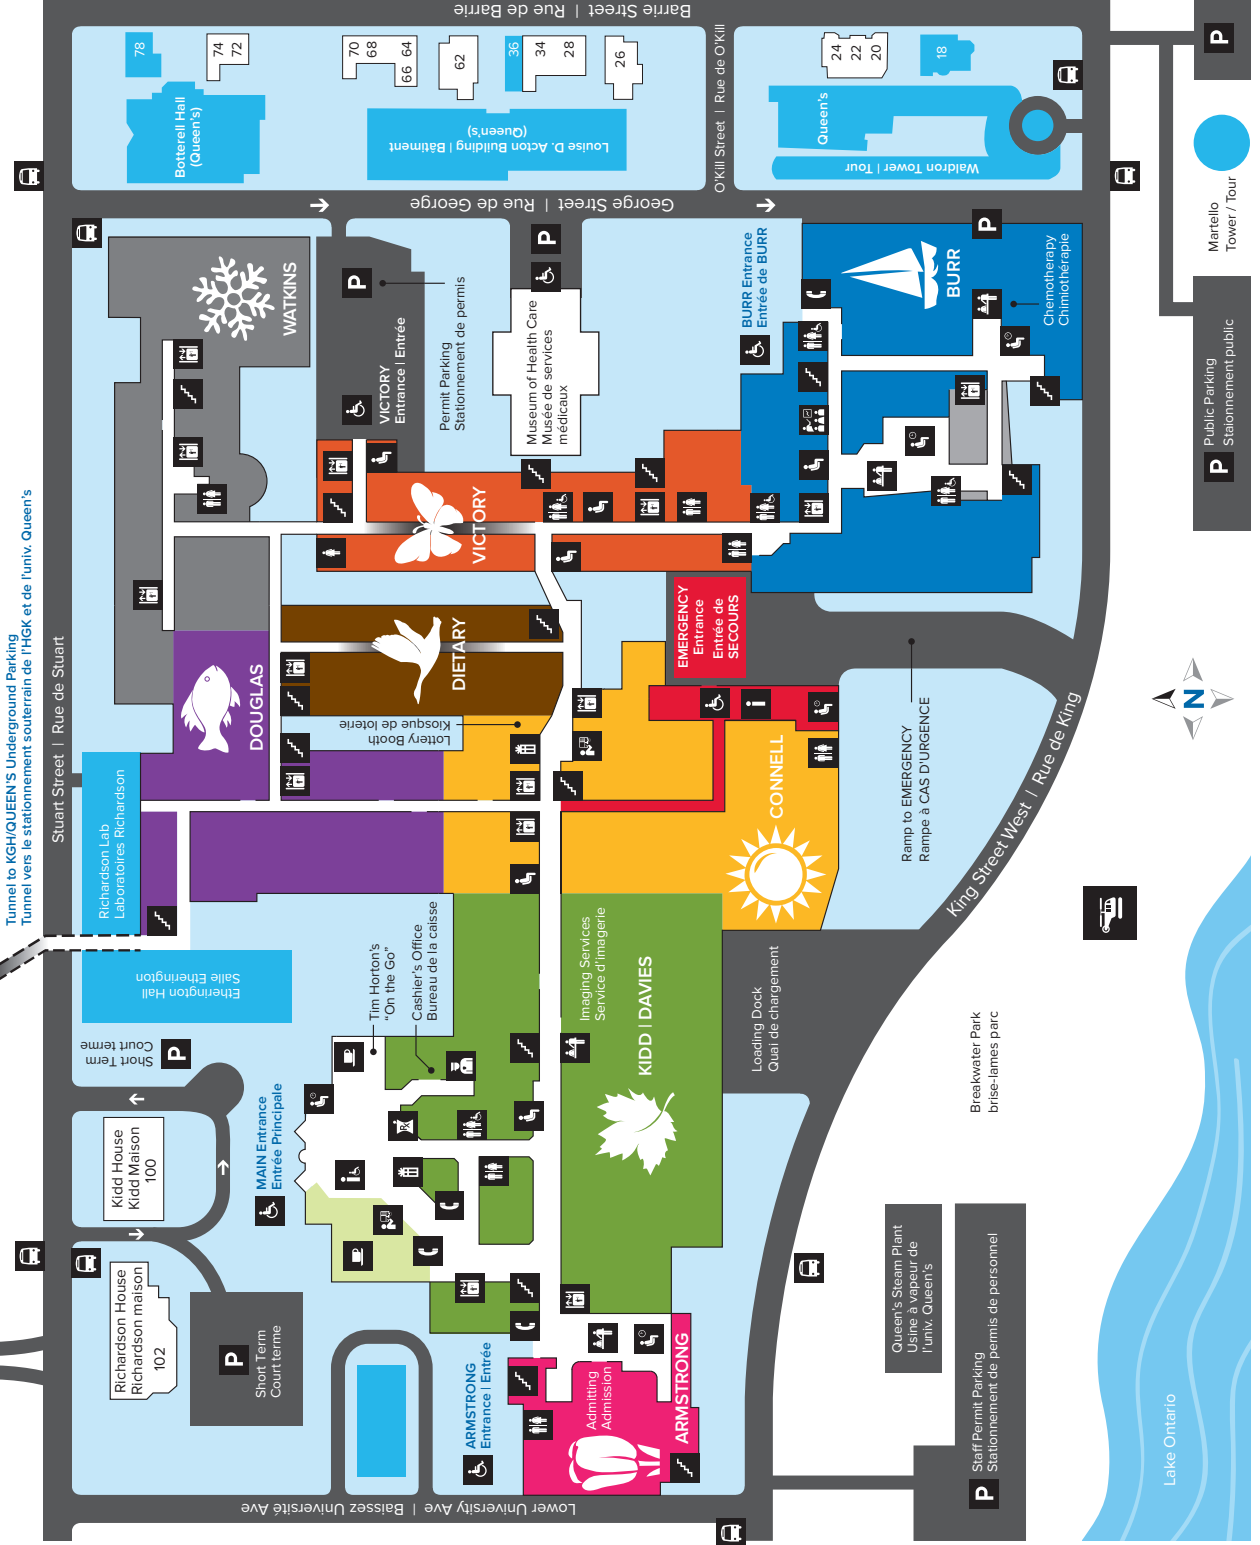 Barrie Street | Rue de Barrie
78
74
72
70
68
66
64
62
36
34
28
26
24
22
20
18
Botterell Hall
(Queen's)
Louise D. Acton Building | Bâtiment
(Queen's)
O'Kill Street | Rue de O'Kill
Queen's
Waldron Tower | Tour
P
Martello
Tower / Tour
George Street | Rue de George
WATKINS
P
VICTORY
Entrance | Entrée
Permit Parking
Stationnement de permis
P
Museum of Health Care
Musée de services
médicaux
BURR Entrance
Entrée de BURR
BURR
P
Chemotherapy
Chimiothérapie
Public Parking
Staionnement public
P
Tunnel to KGH/QUEEN'S Underground Parking
Tunnel vers le stationnement souterrain de l'HGK et de l'univ. Queen's
Stuart Street | Rue de Stuart
VICTORY
DIETARY
DOUGLAS
EMERGENCY
Entrance
Entrée de
SECOURS
Lottery Booth
Kiosque de loterie
Richardson Lab
Laboratoires Richardson
CONNELL
Ramp to EMERGENCY
Rampe à CAS D'URGENCE
King Street West | Rue de King
N
Etherington Hall
Salle Etherington
Tim Horton's
"On the Go"
Cashier's Office
Bureau de la caisse
Imaging Services
Service d'imagerie
KIDD | DAVIES
Loading Dock
Quai de chargement
Breakwater Park
brise-lames parc
Short Term
Court terme
P
Kidd House
Kidd Maison
100
MAIN Entrance
Entrée Principale
Richardson House
Richardson maison
102
P
Short Term
Court terme
ARMSTRONG
Entrance | Entrée
Admitting
Admission
ARMSTRONG
Queen's Steam Plant
Usine à vapeur de
l'univ. Queen's
Staff Permit Parking
Stationnement de permis de personnel
P
Lake Ontario
Lower University Ave | Baissez Université Ave